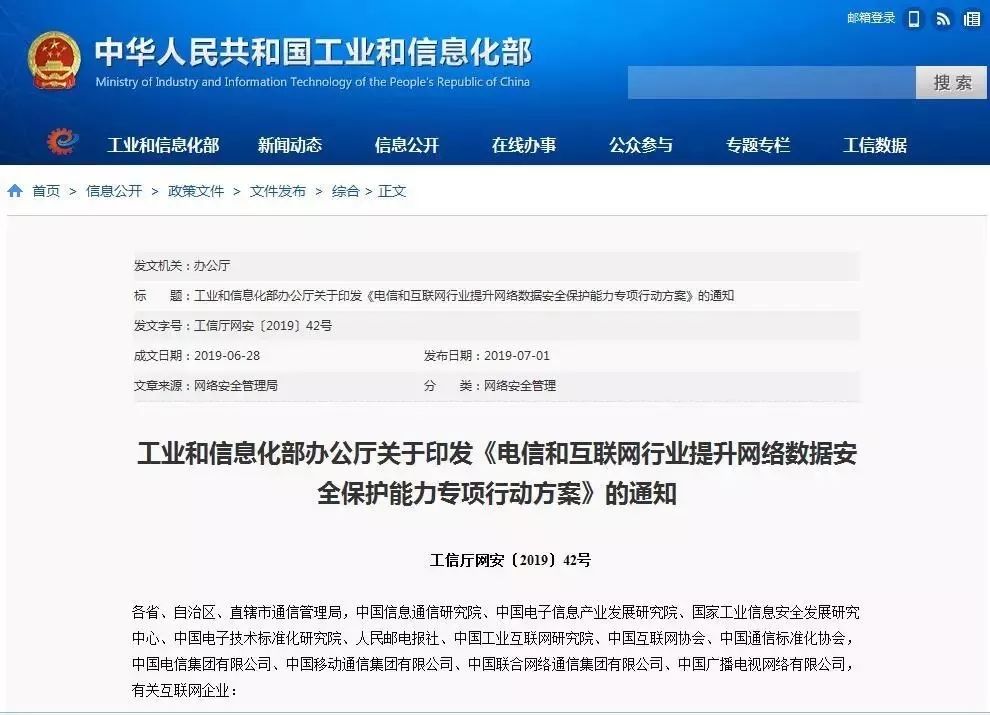 邮箱登录
中华人民共和国工业和信息化部
Ministry of Industry and Information Technology of the People's Republic of China
搜索
工业和信息化部 新闻动态 信息公开 在线办事 公众参与 专题专栏 工信数据
首页 > 信息公开 > 政策文件 > 文件发布 > 综合 > 正文
发文机关：办公厅
标 题：工业和信息化部办公厅关于印发《电信和互联网行业提升网络数据安全保护能力专项行动方案》的通知
发文字号：工信厅网安〔2019〕42号
成文日期：2019-06-28 发布日期：2019-07-01
文章来源：网络安全管理局 分 类：网络安全管理
工业和信息化部办公厅关于印发《电信和互联网行业提升网络数据安
全保护能力专项行动方案》的通知
工信厅网安〔2019〕42号
各省、自治区、直辖市通信管理局，中国信息通信研究院、中国电子信息产业发展研究院、国家工业信息安全发展研究
中心、中国电子技术标准化研究院、人民邮电报社、中国工业互联网研究院、中国互联网协会、中国通信标准化协会，
中国电信集团有限公司、中国移动通信集团有限公司、中国联合网络通信集团有限公司、中国广播电视网络有限公司，
有关互联网企业：